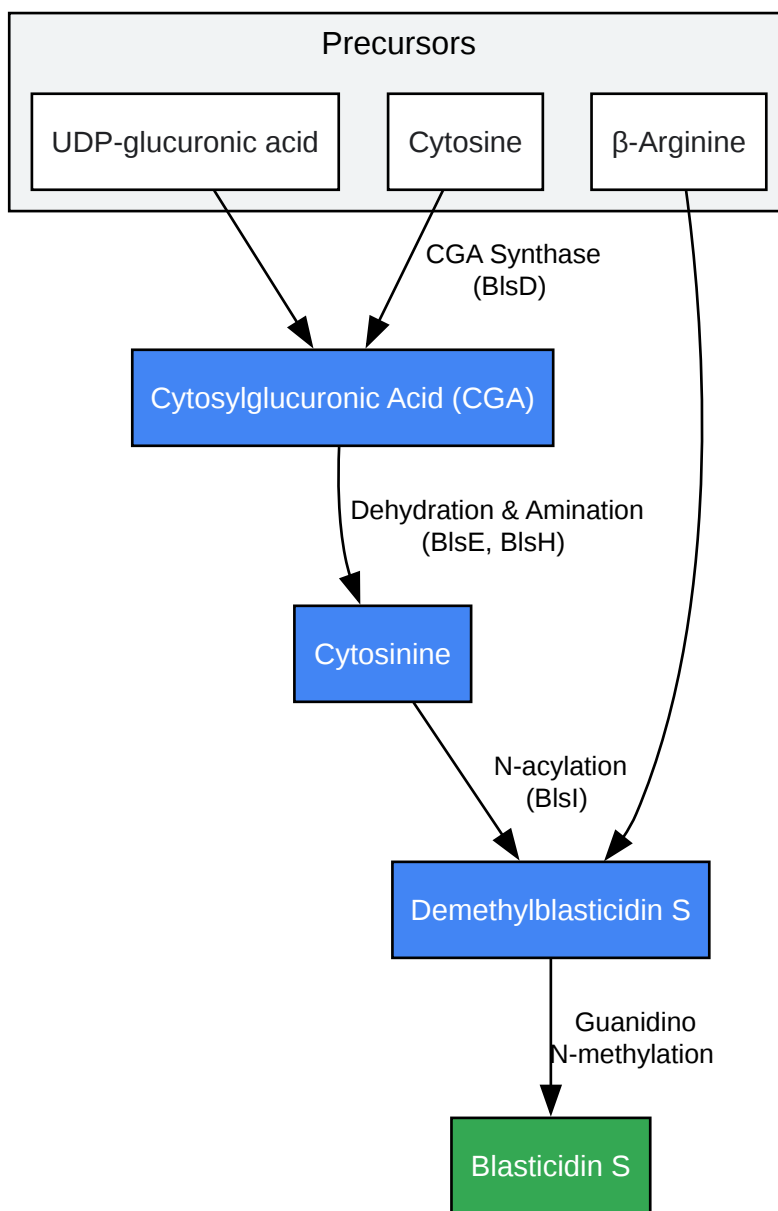 Precursors
UDP-glucuronic acid
Cytosine
β-Arginine
CGA Synthase
(BlsD)
Cytosylglucuronic Acid (CGA)
Dehydration & Amination
(BlsE, BlsH)
Cytosinine
N-acylation
(BlsI)
Demethylblasticidin S
Guanidino
N-methylation
Blasticidin S